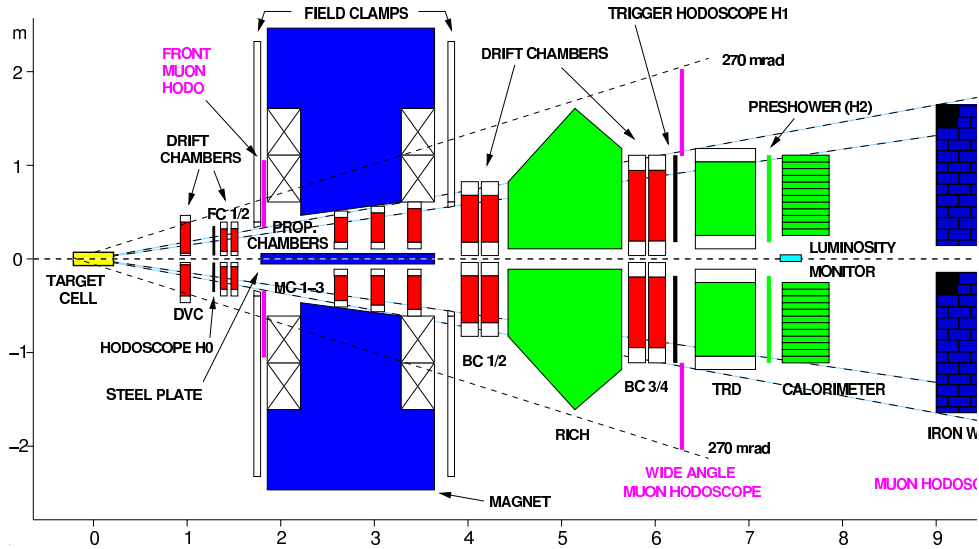 FIELD CLAMPS
TRIGGER HODOSCOPE H1
m
2
FRONT
MUON
HODO
DRIFT CHAMBERS
270 mrad
PRESHOWER (H2)
DRIFT
CHAMBERS
1
FC 1/2
PROP.
CHAMBERS
0
LUMINOSITY
MONITOR
TARGET
CELL
MC 1–3
DVC
HODOSCOPE H0
−1
BC 1/2
STEEL PLATE
BC 3/4
TRD
CALORIMETER
RICH
IRON W
−2
270 mrad
WIDE ANGLE
MUON HODOSCOPE
MUON HODOSC
MAGNET
0 1 2 3 4 5 6 7 8 9